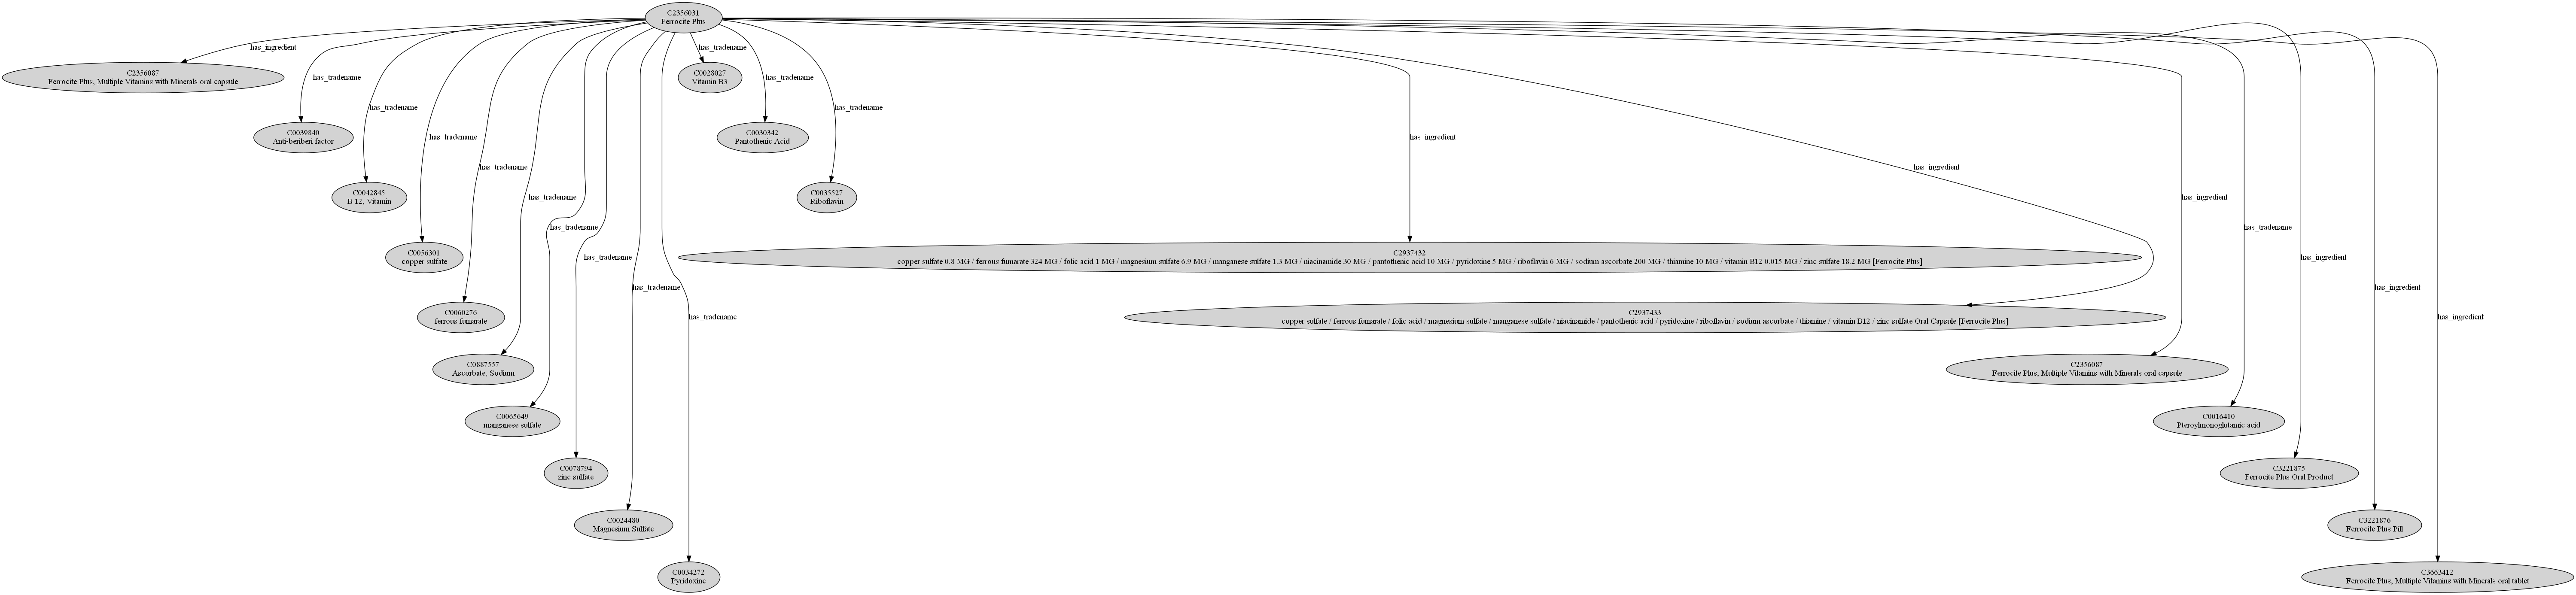 C2356031
Ferrocite Plus
has_ingredient
C2356087
Ferrocite Plus, Multiple Vitamins with Minerals oral capsule
has_tradename
C0028027
Vitamin B3
has_tradename
C0039840
Anti-beriberi factor
has_tradename
C0030342
Pantothenic Acid
has_tradename
C0042845
B 12, Vitamin
has_tradename
C0035527
Riboflavin
has_tradename
C0056301
copper sulfate
has_tradename
C0060276
ferrous fumarate
has_tradename
C0887557
Ascorbate, Sodium
has_tradename
C0065649
manganese sulfate
has_tradename
C0078794
zinc sulfate
has_tradename
C0024480
Magnesium Sulfate
has_tradename
C0034272
Pyridoxine
has_ingredient
C2937432
copper sulfate 0.8 MG / ferrous fumarate 324 MG / folic acid 1 MG / magnesium sulfate 6.9 MG / manganese sulfate 1.3 MG / niacinamide 30 MG / pantothenic acid 10 MG / pyridoxine 5 MG / riboflavin 6 MG / sodium ascorbate 200 MG / thiamine 10 MG / vitamin B12 0.015 MG / zinc sulfate 18.2 MG [Ferrocite Plus]
has_ingredient
C2937433
copper sulfate / ferrous fumarate / folic acid / magnesium sulfate / manganese sulfate / niacinamide / pantothenic acid / pyridoxine / riboflavin / sodium ascorbate / thiamine / vitamin B12 / zinc sulfate Oral Capsule [Ferrocite Plus]
has_ingredient
C2356087
Ferrocite Plus, Multiple Vitamins with Minerals oral capsule
has_tradename
C0016410
Pteroylmonoglutamic acid
has_ingredient
C3221875
Ferrocite Plus Oral Product
has_ingredient
C3221876
Ferrocite Plus Pill
has_ingredient
C3663412
Ferrocite Plus, Multiple Vitamins with Minerals oral tablet